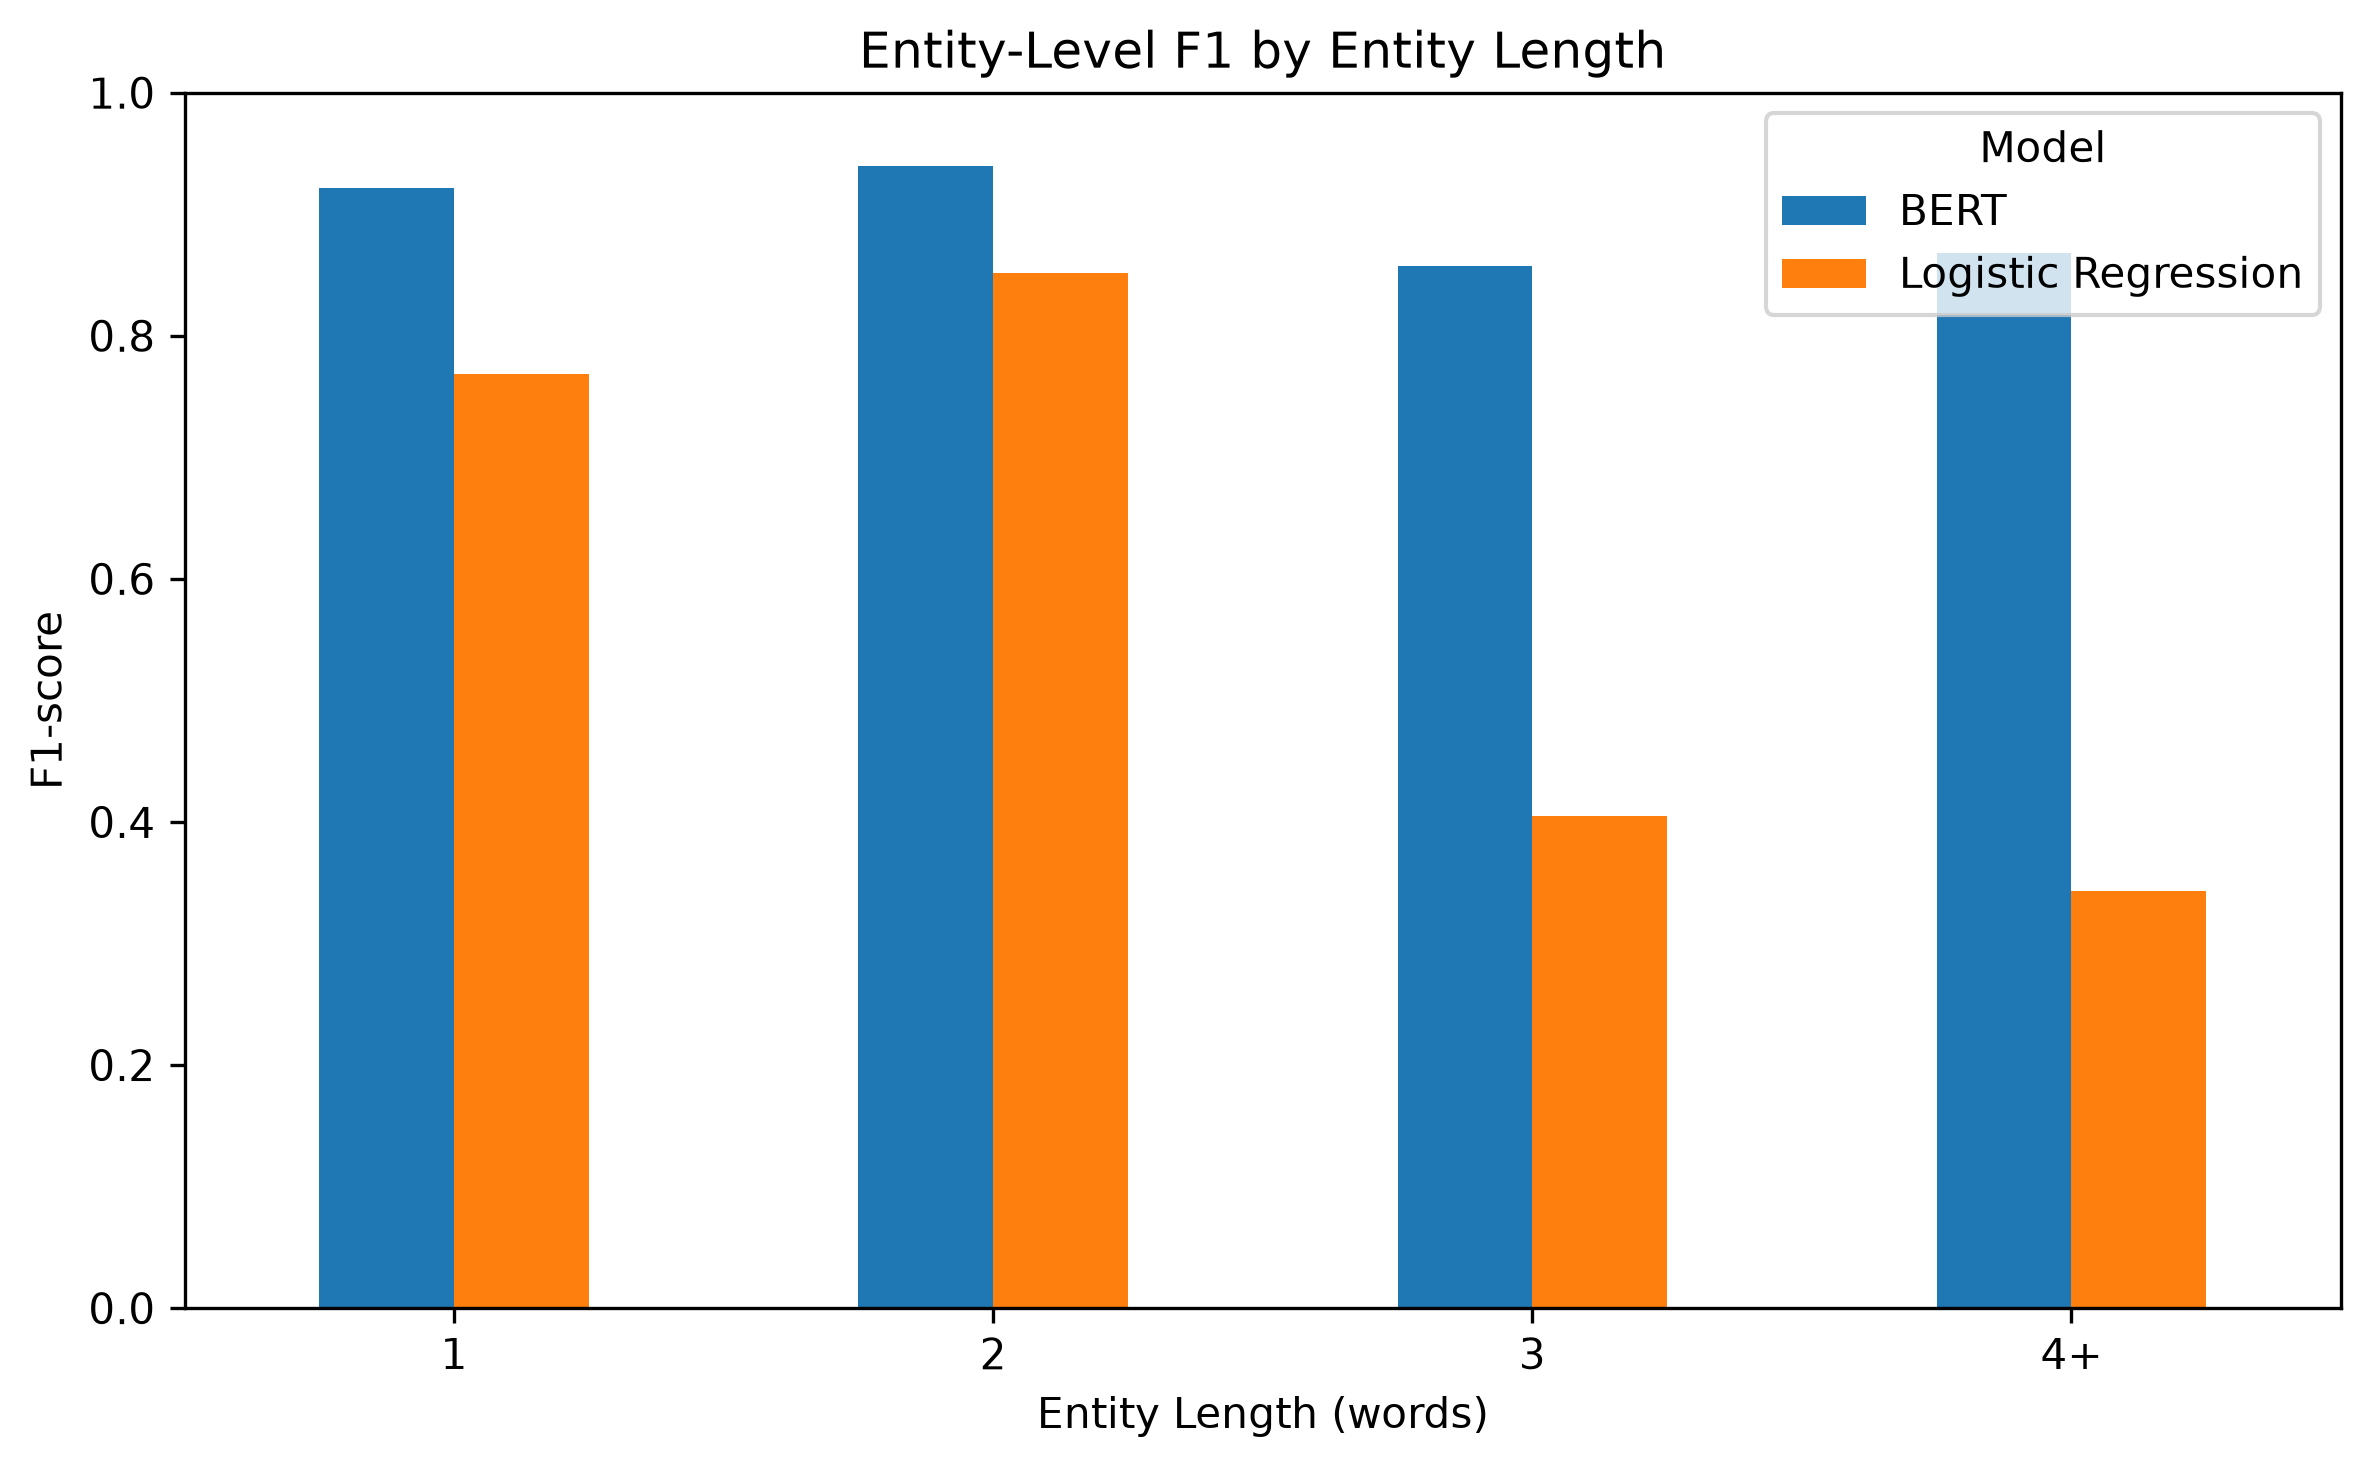 Entity-Level F1 by Entity Length
1.0
0.8
0.6
0.4
0.2
0.0
F1-score
Model
BERT
Logistic Regression
1 2 3 4+
Entity Length (words)